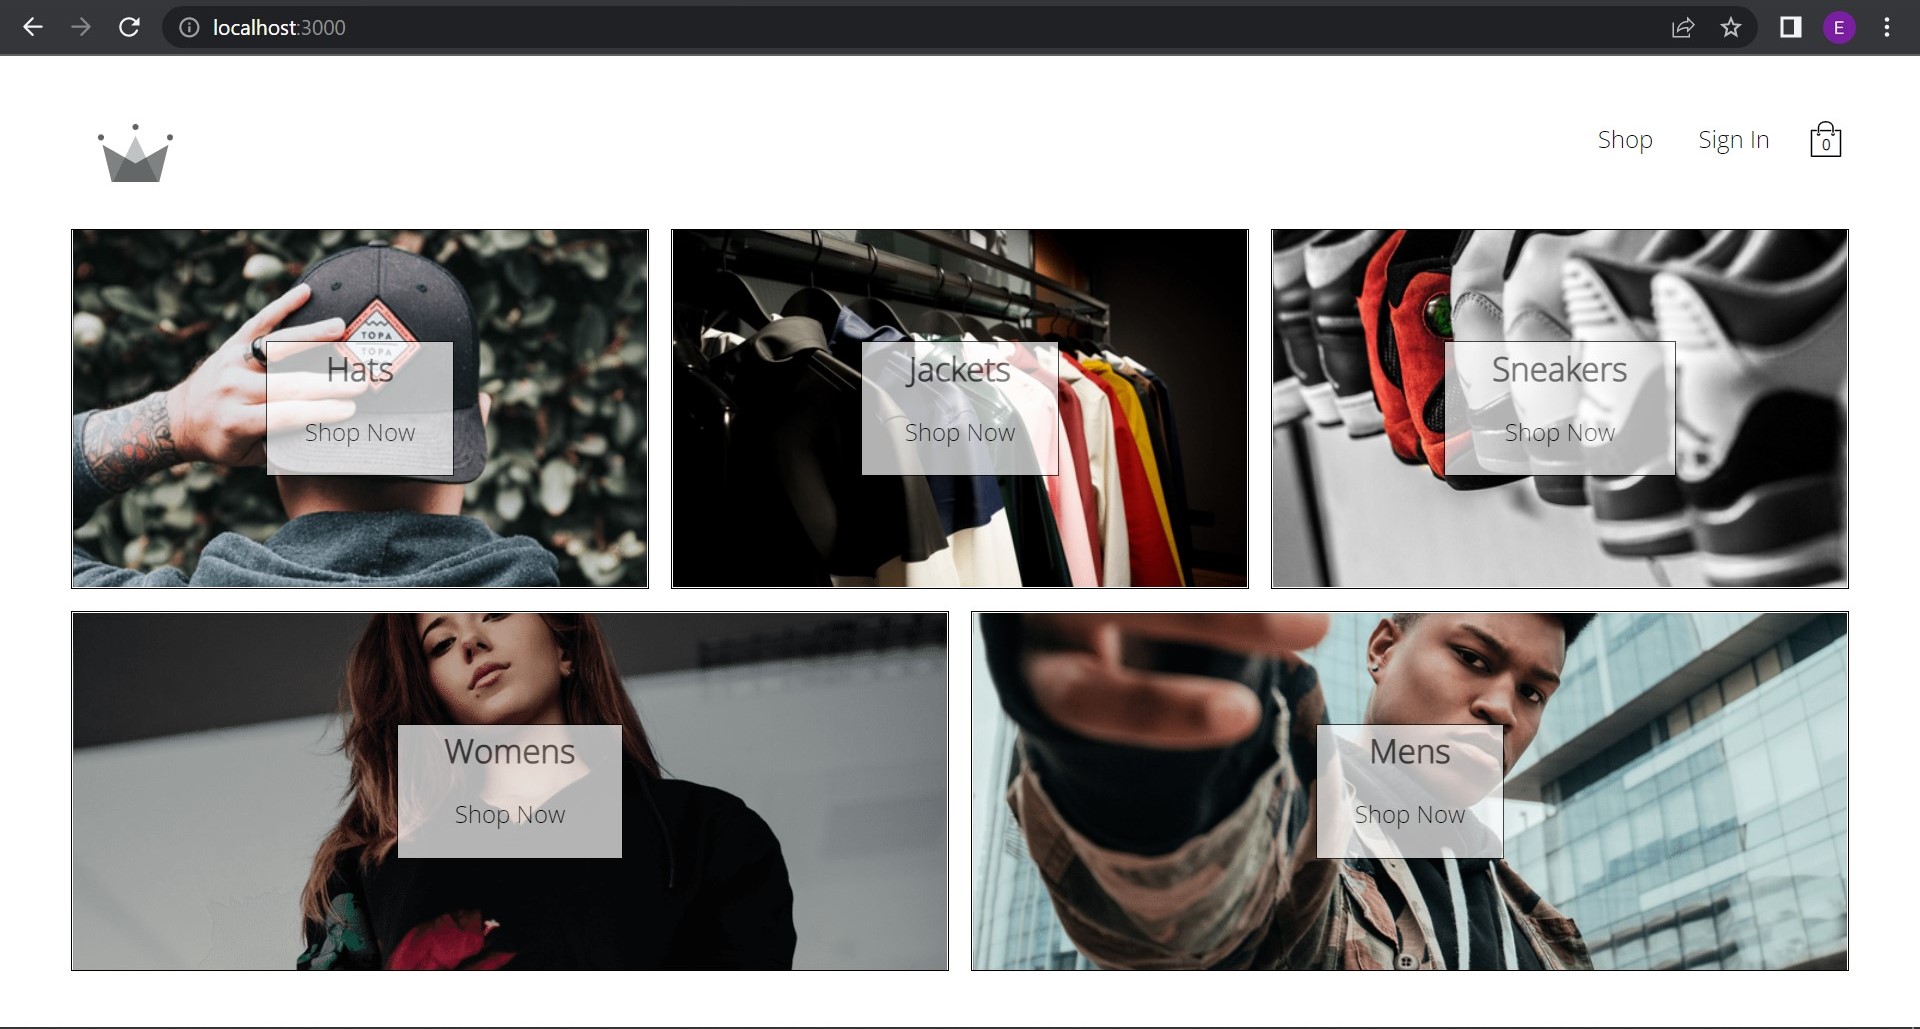 localhost:3000
E
Shop
Sign In
0
TOPA
TOPA
Hats
Shop Now
Jackets
Shop Now
Sneakers
Shop Now
Womens
Shop Now
Mens
Shop Now